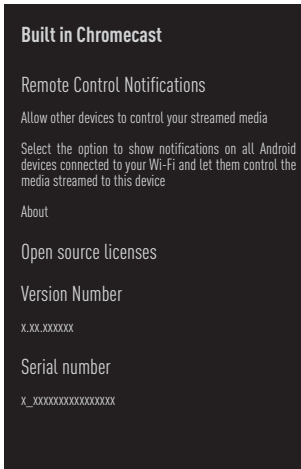 Built in Chromecast
Remote Control Notifications
Allow other devices to control your streamed media
Select the option to show notifications on all Android
devices connected to your Wi-Fi and let them control the
media streamed to this device
About
Open source licenses
Version Number
x.xx.xxxxxx
Serial number
x_xxxxxxxxxxxxxxxx